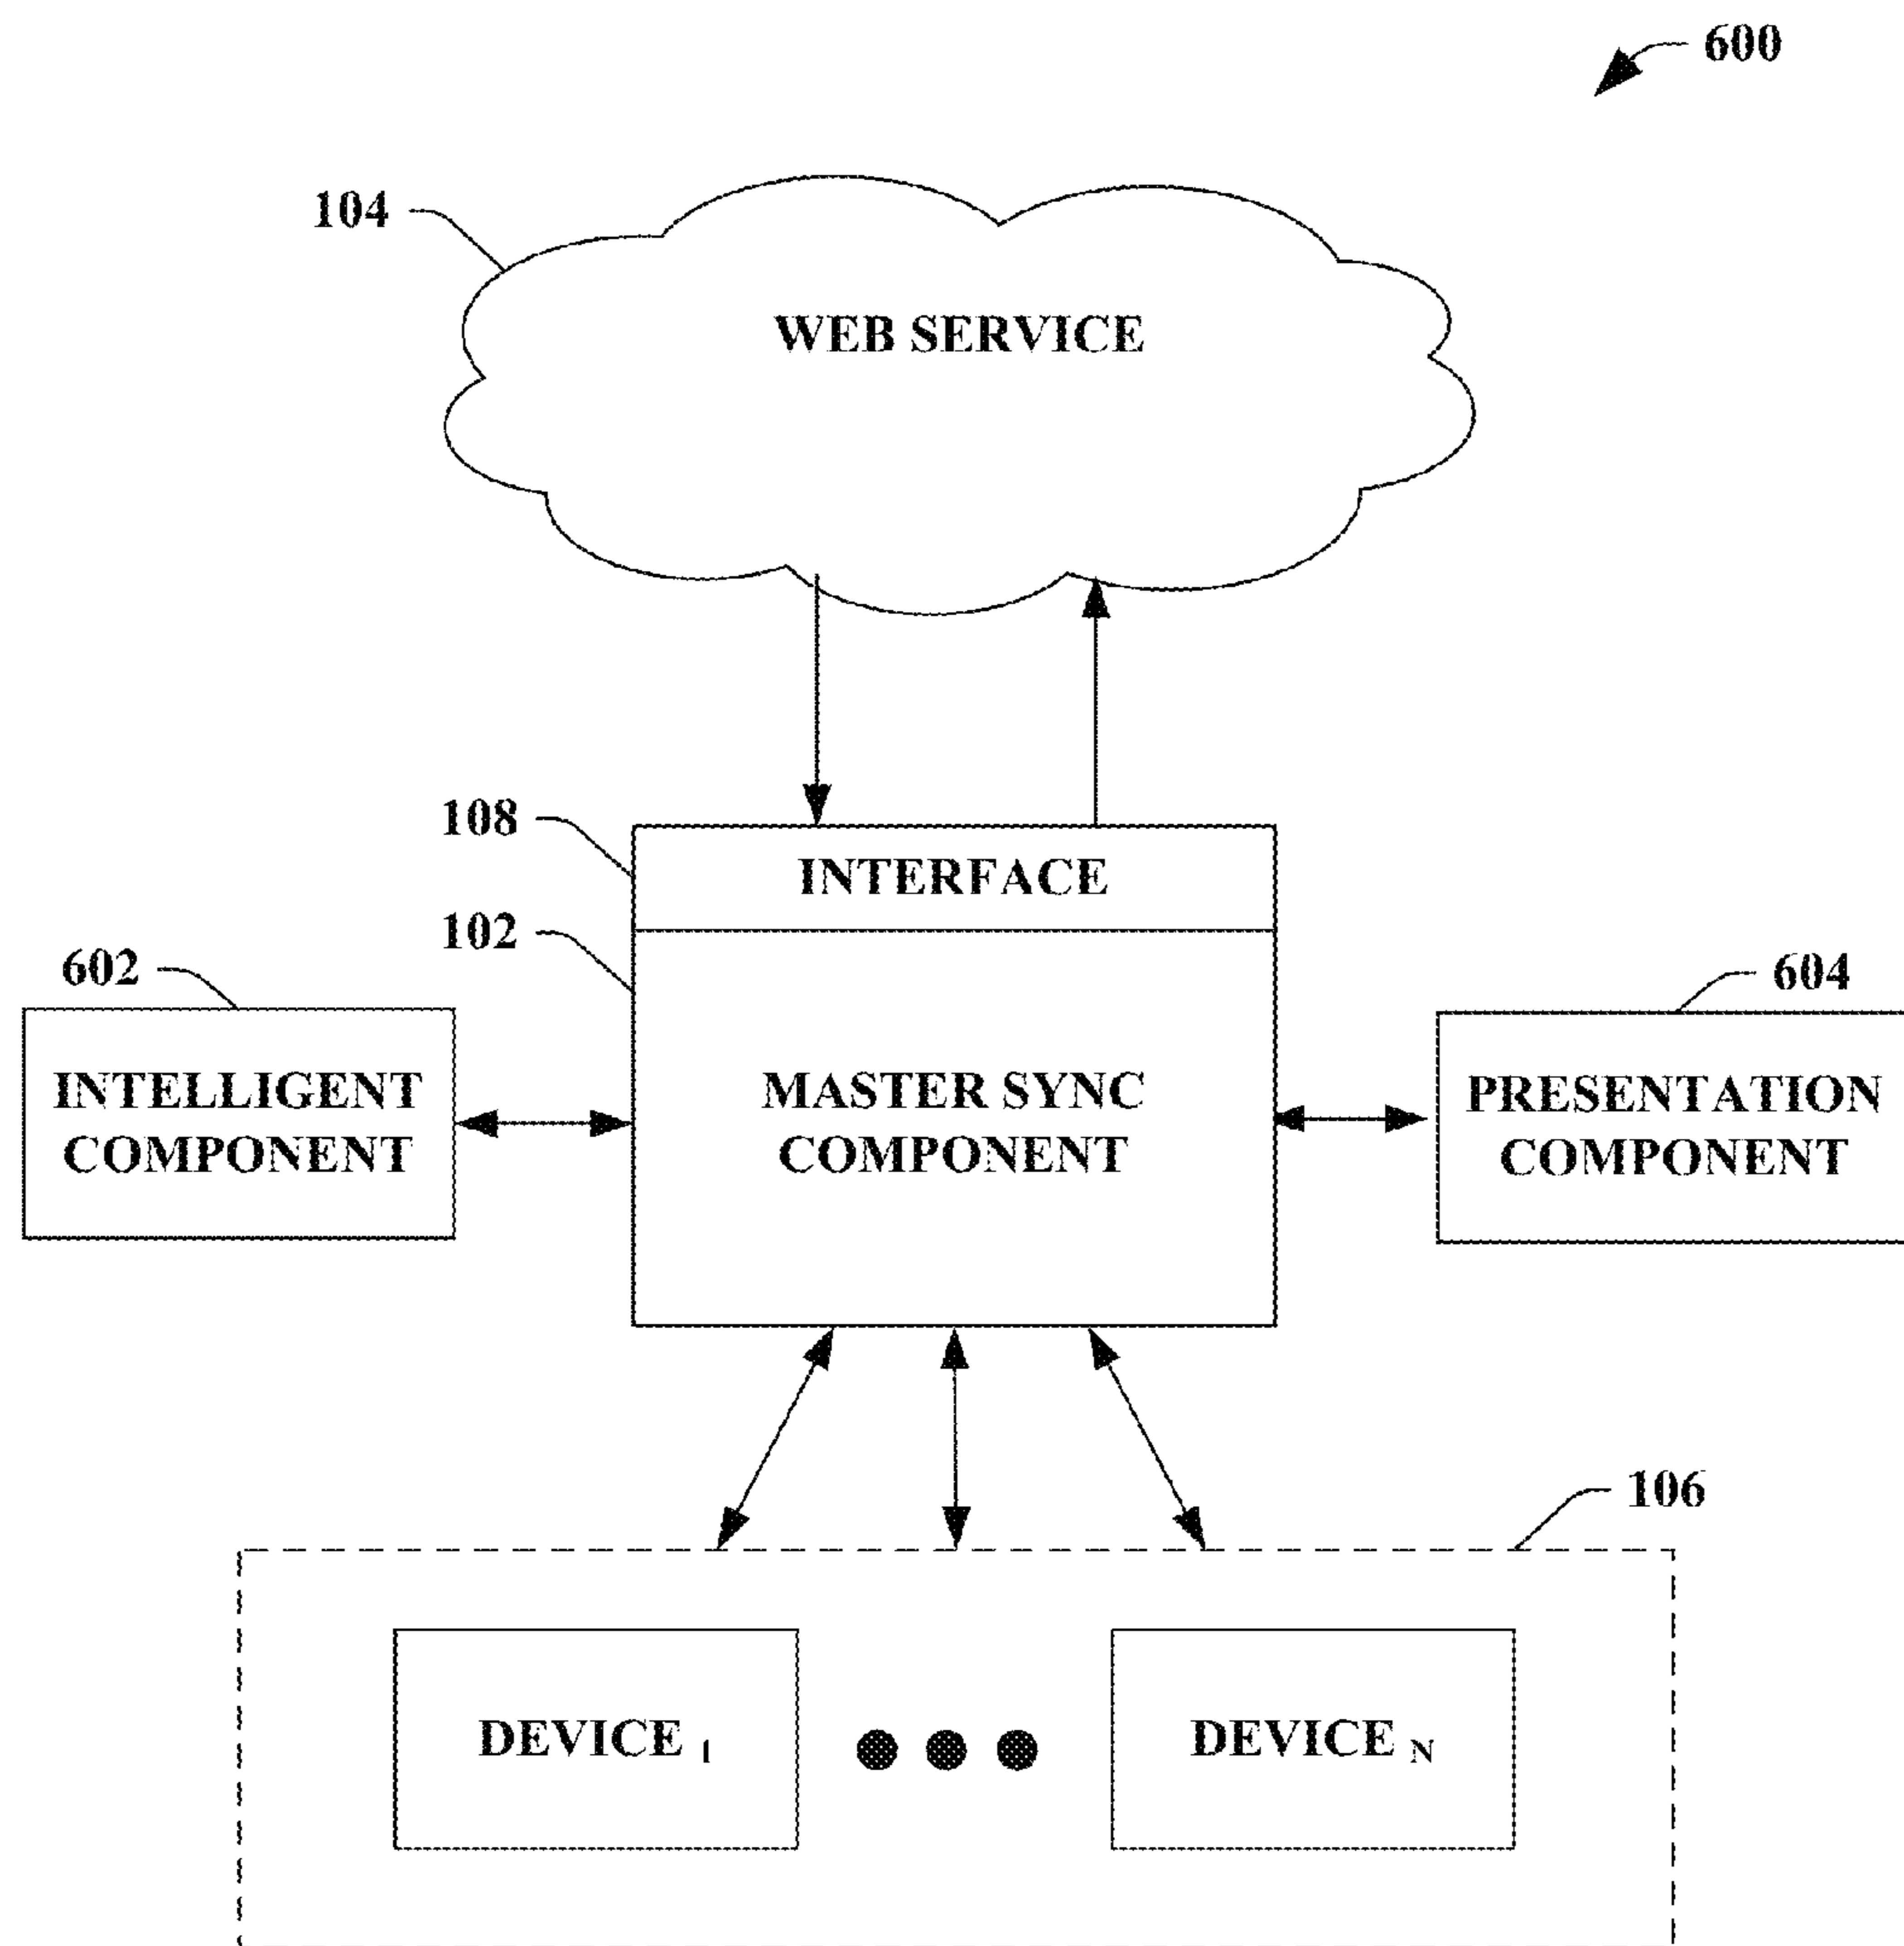 600
104
WEB SERVICE
108
INTERFACE
102
602
604
INTELLIGENT
COMPONENT
MASTER SYNC
COMPONENT
PRESENTATION
COMPONENT
106
DEVICE 1
DEVICE N